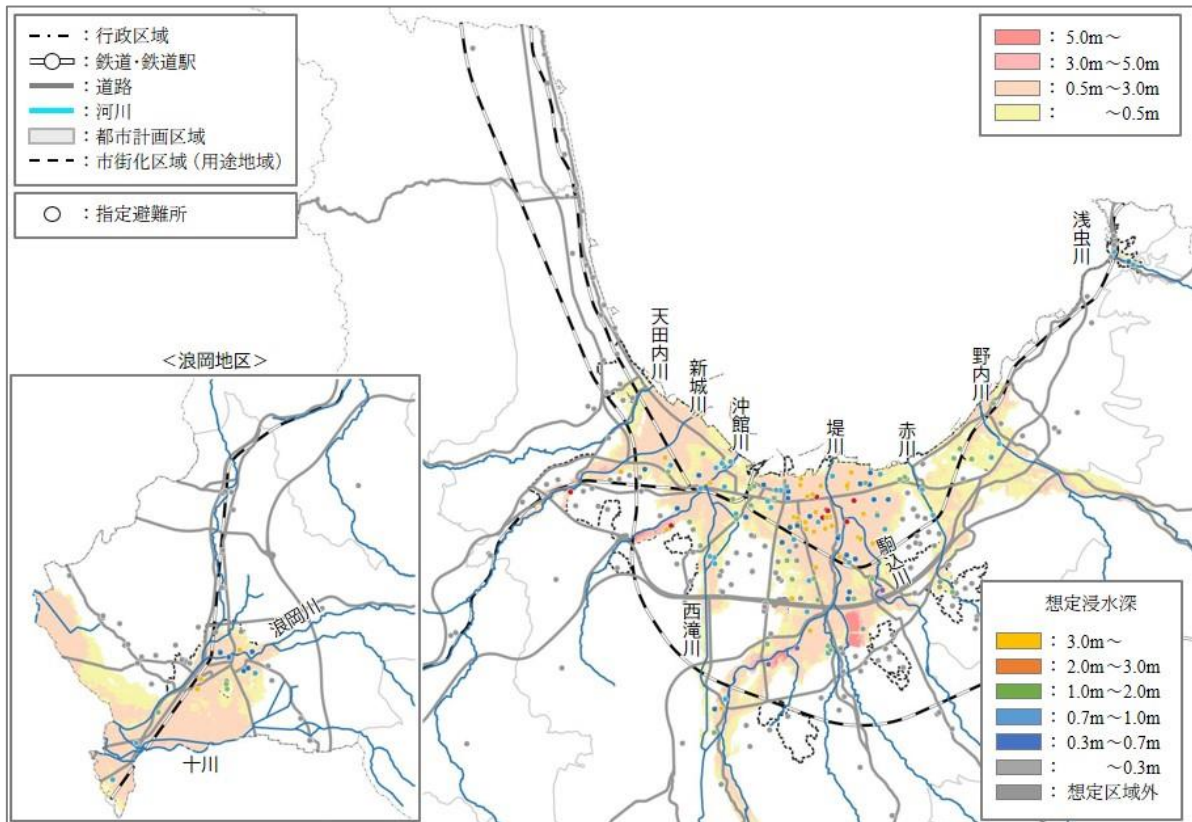 ：行政区域
：鉄道・鉄道駅
：道路
：河川
：都市計画区域
：市街化区域（用途地域）
：指定避難所
：5.0m～
：3.0m～5.0m
：0.5m～3.0m
：　～0.5m
浅虫川
天田内川
新城川
沖館川
堤川
赤川
野内川
駒込川
西滝川
＜浪岡地区＞
浪岡川
十川
想定浸水深
：3.0m～
：2.0m～3.0m
：1.0m～2.0m
：0.7m～1.0m
：0.3m～0.7m
：　～0.3m
：想定区域外